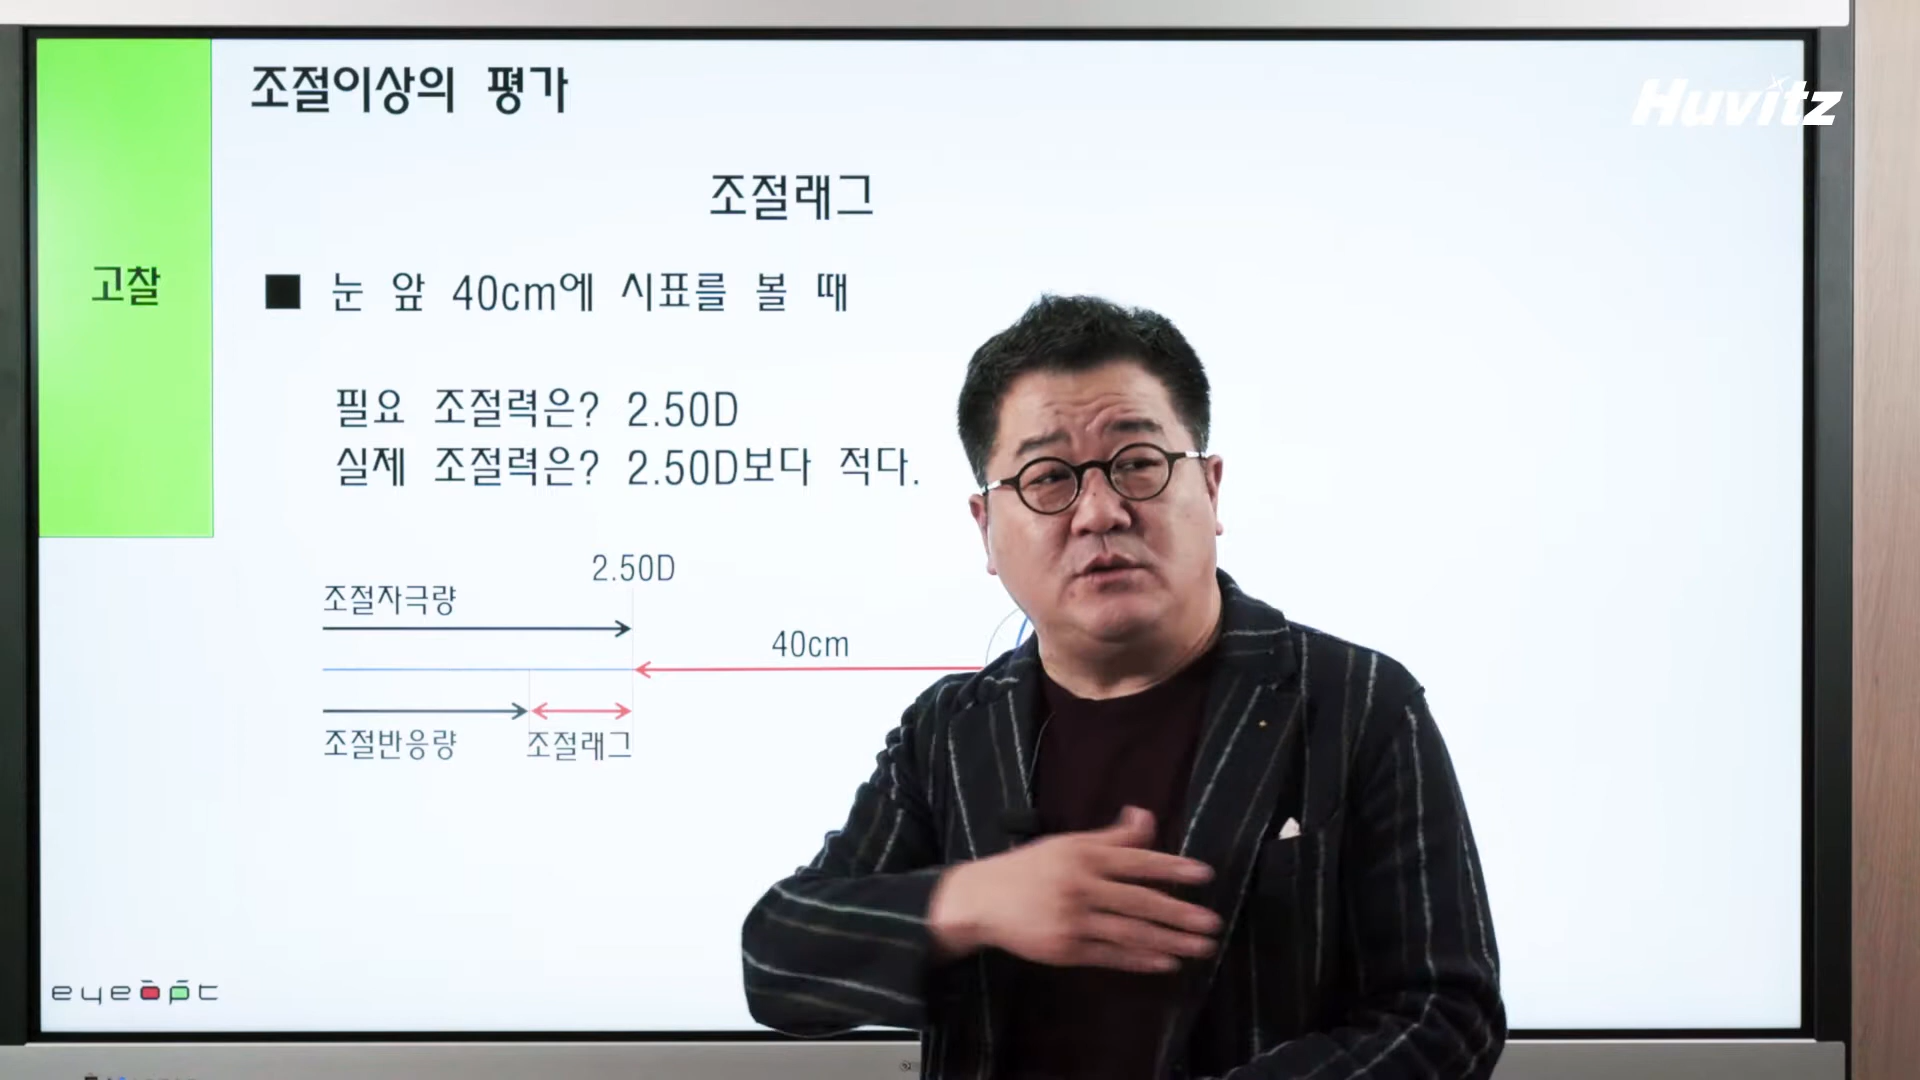 조절이상의 평가
Huvitz
조절래그
고찰
■ 눈 앞 40cm에 시표를 볼 때
필요 조절력은? 2.50D
실제 조절력은? 2.50D보다 적다.
2.50D
조절자극량
40cm
조절반응량
조절래그
eyeopt